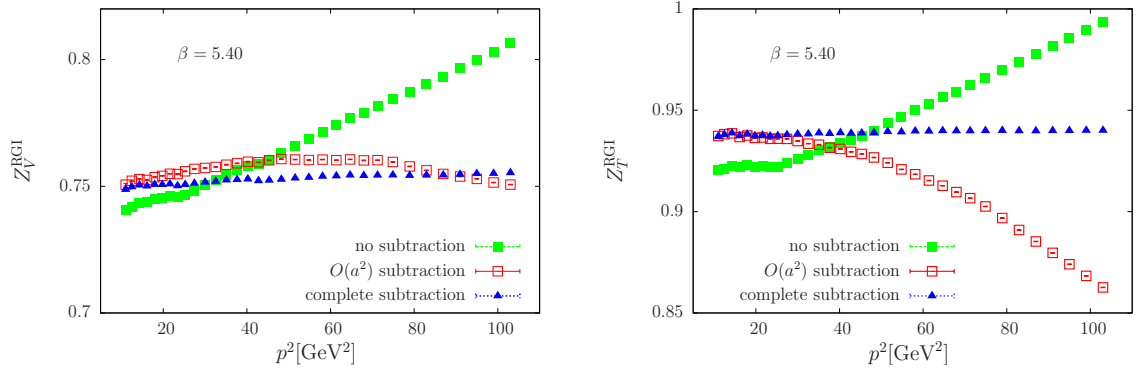 0.8
0.75
0.7
Z_V^RGI
β = 5.40
no subtraction
O(a²) subtraction
complete subtraction
20 40 60 80 100
p²[GeV²]
1
0.95
0.9
0.85
Z_T^RGI
β = 5.40
no subtraction
O(a²) subtraction
complete subtraction
20 40 60 80 100
p²[GeV²]